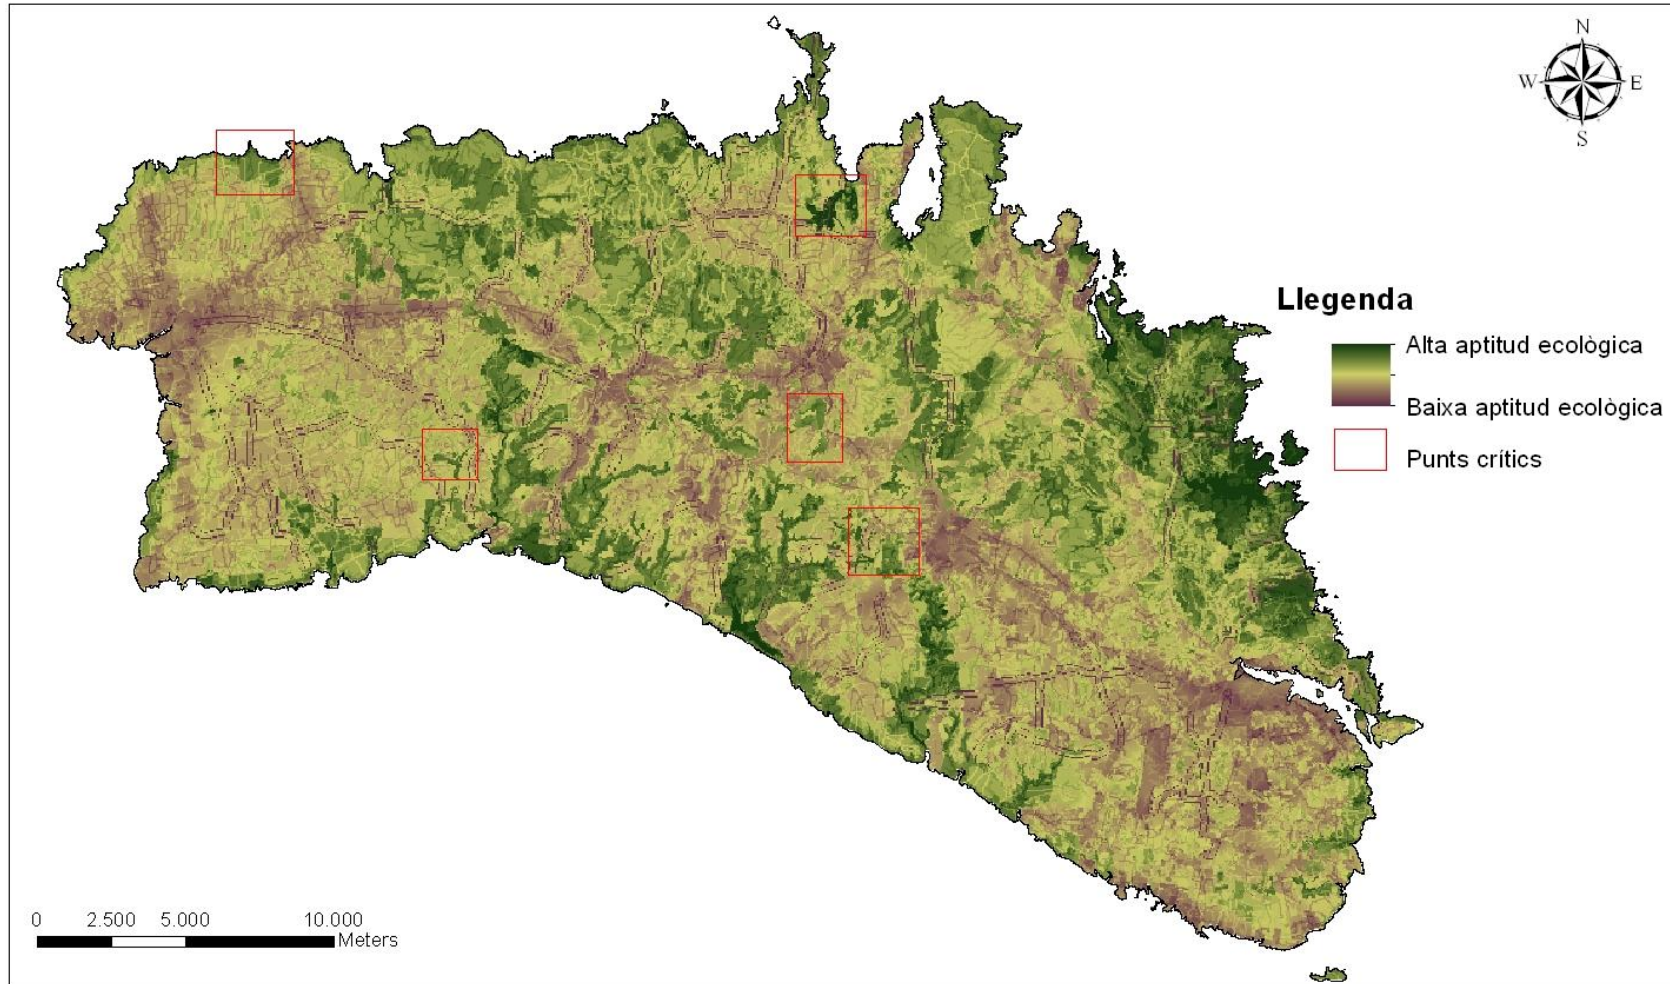 N
W E
S
Llegenda
Alta aptitud ecològica
Baixa aptitud ecològica
Punts crítics
0 2.500 5.000 10.000
Meters